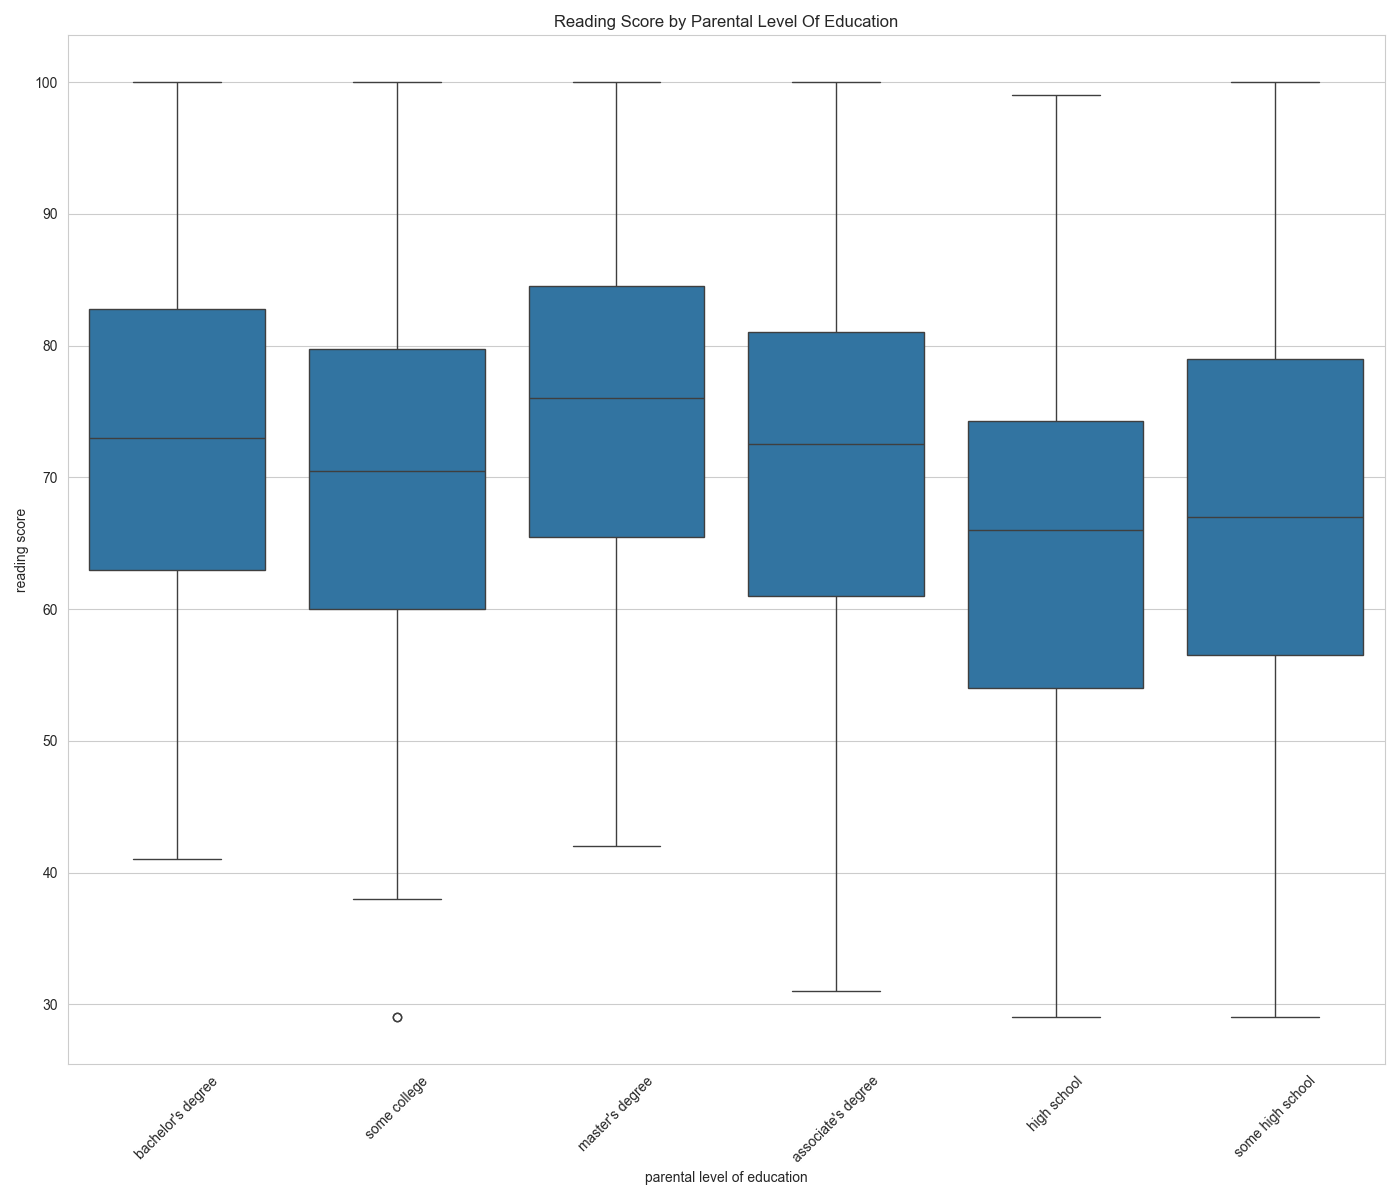 Reading Score by Parental Level Of Education
reading score
100
90
80
70
60
50
40
30
bachelor's degree
some college
master's degree
associate's degree
high school
some high school
parental level of education